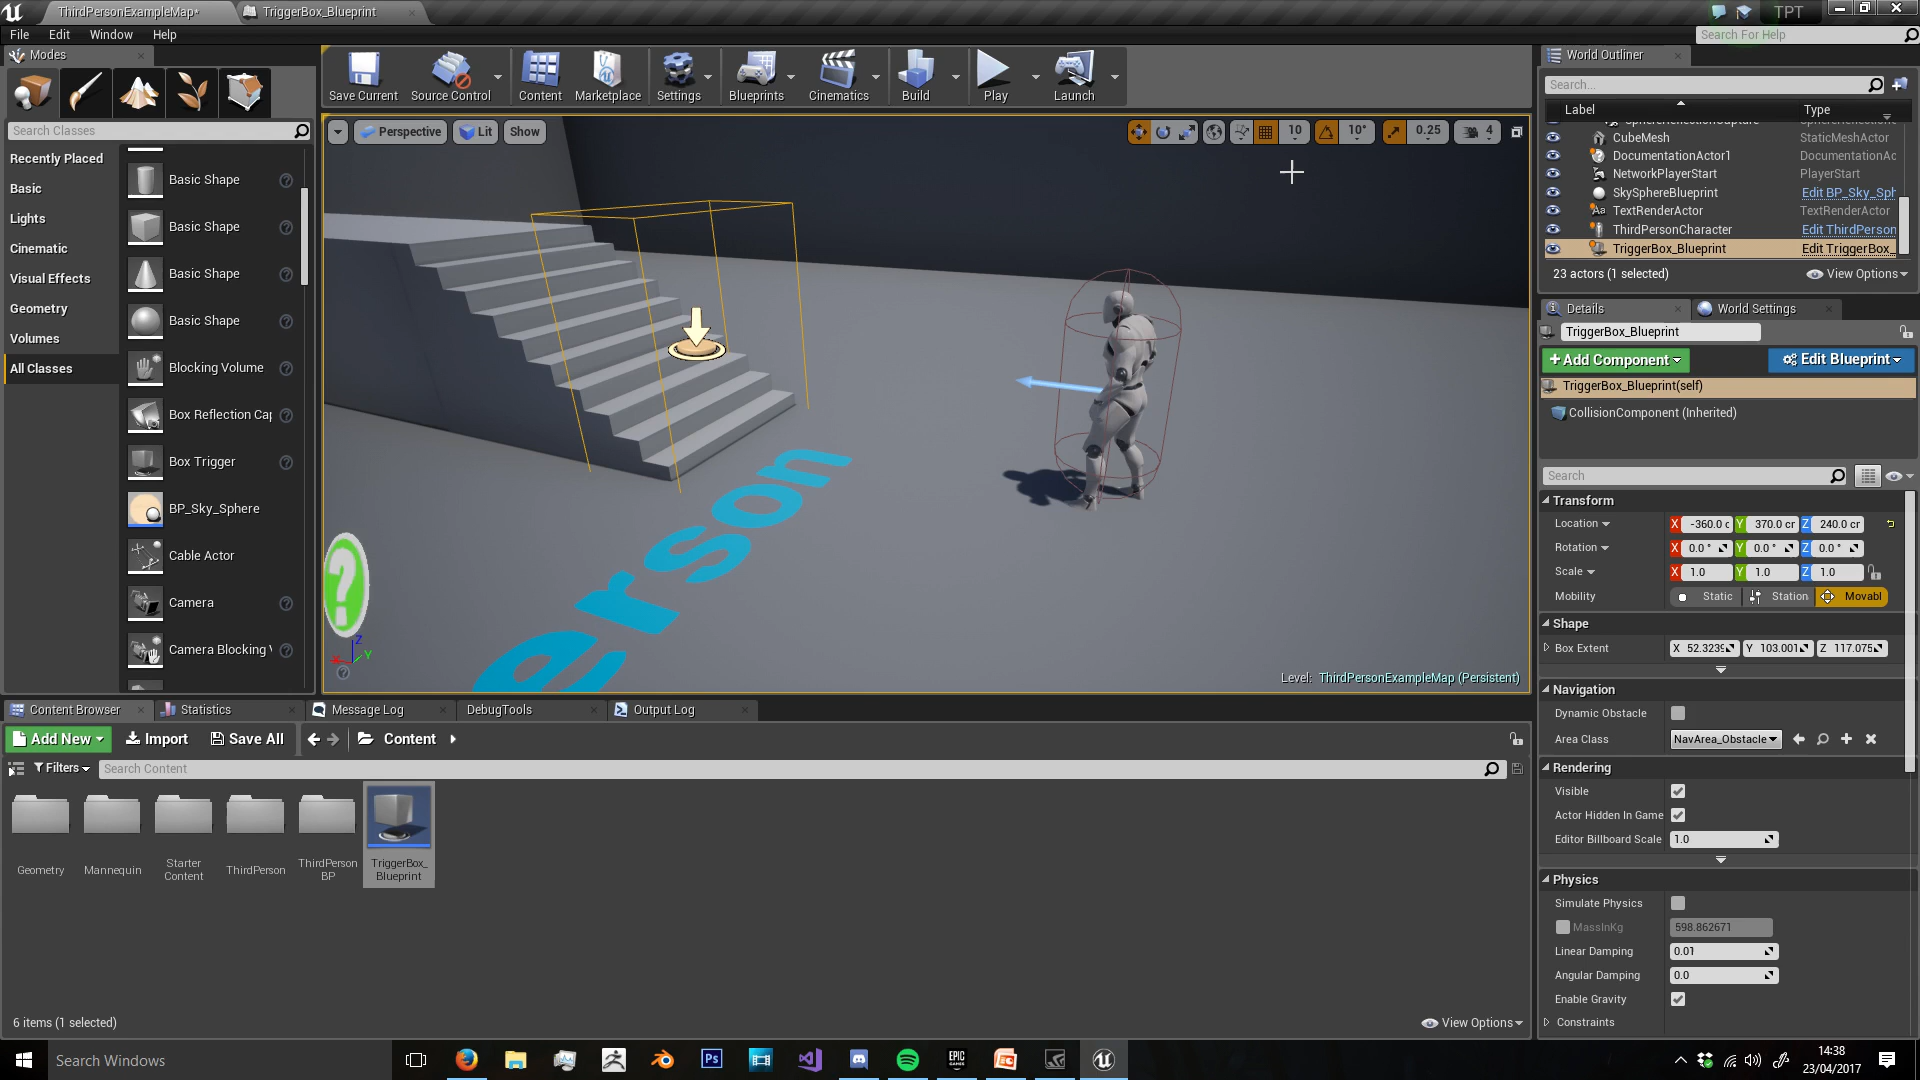 ThirdPersonExampleMap*
TriggerBox_Blueprint
TPT
File Edit Window Help
Search For Help
Modes
Search Classes
Recently Placed
Basic
Lights
Cinematic
Visual Effects
Geometry
Volumes
All Classes
Basic Shape
Basic Shape
Basic Shape
Basic Shape
Blocking Volume
Box Reflection Cap
Box Trigger
BP_Sky_Sphere
Cable Actor
Camera
Camera Blocking V
Save Current
Source Control
Content
Marketplace
Settings
Blueprints
Cinematics
Build
Play
Launch
Perspective
Lit
Show
10
10°
0.25
4
erson
?
Z
X
Y
Level: ThirdPersonExampleMap (Persistent)
World Outliner
Search...
Label Type
CubeMesh StaticMeshActor
DocumentationActor1 DocumentationAc
NetworkPlayerStart PlayerStart
SkySphereBlueprint Edit BP_Sky_Sph
TextRenderActor TextRenderActor
ThirdPersonCharacter Edit ThirdPerson
TriggerBox_Blueprint Edit TriggerBox_
23 actors (1 selected) View Options
Details
World Settings
TriggerBox_Blueprint
+Add Component
Edit Blueprint
TriggerBox_Blueprint(self)
CollisionComponent (Inherited)
Search
Transform
Location X -360.0 c Y 370.0 cr Z 240.0 cr
Rotation X 0.0 ° Y 0.0 ° Z 0.0 °
Scale X 1.0 Y 1.0 Z 1.0
Mobility Static Station Movabl
Shape
Box Extent X 52.3239 Y 103.001 Z 117.075
Navigation
Dynamic Obstacle
Area Class NavArea_Obstacle
Rendering
Visible
Actor Hidden In Game
Editor Billboard Scale 1.0
Physics
Simulate Physics
MassInKg 598.862671
Linear Damping 0.01
Angular Damping 0.0
Enable Gravity
Constraints
Content Browser
Statistics
Message Log
DebugTools
Output Log
Add New
Import
Save All
Content
Filters
Search Content
Geometry
Mannequin
Starter
Content
ThirdPerson
ThirdPerson
BP
TriggerBox_
Blueprint
6 items (1 selected)
View Options
Search Windows
Ps
EPIC
GAMES
14:38
23/04/2017